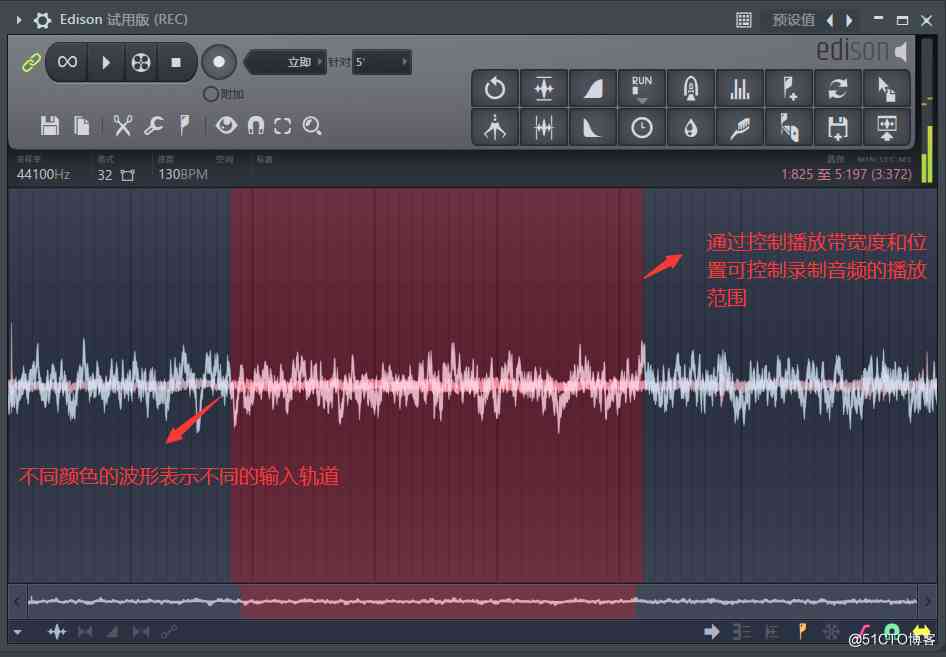 Edison 试用版 (REC)
预设值
edison
立即
针对
5'
附加
RUN
采样率
格式
速度
空间
标题
选择
MIN:SEC:MS
44100Hz
32
130BPM
1:825 至 5:197 (3:372)
通过控制播放带宽度和位
置可控制录制音频的播放
范围
不同颜色的波形表示不同的输入轨道
@51CTO博客